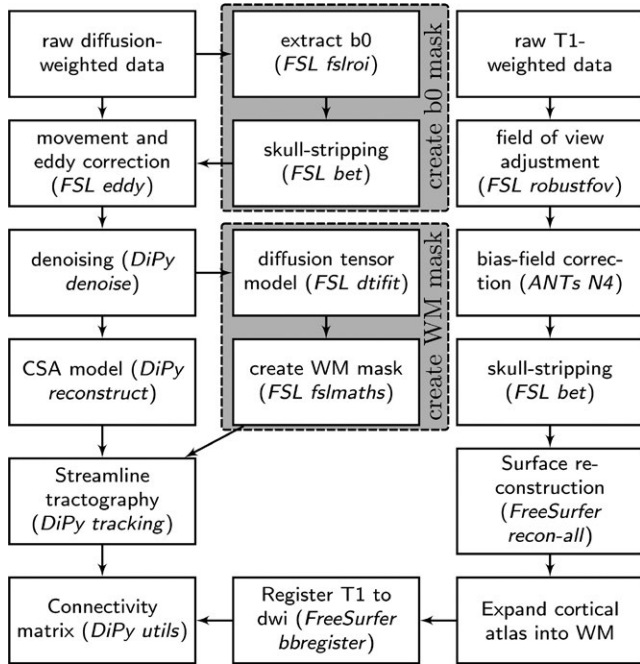 raw diffusion-
weighted data
extract b0
(FSL fslroi)
create b0 mask
raw T1-
weighted data
movement and
eddy correction
(FSL eddy)
skull-stripping
(FSL bet)
field of view
adjustment
(FSL robustfov)
denoising (DiPy
denoise)
diffusion tensor
model (FSL dtifit)
create WM mask
bias-field correc-
tion (ANTs N4)
CSA model (DiPy
reconstruct)
create WM mask
(FSL fslmaths)
skull-stripping
(FSL bet)
Streamline
tractography
(DiPy tracking)
Surface re-
construction
(FreeSurfer
recon-all)
Connectivity
matrix (DiPy utils)
Register T1 to
dwi (FreeSurfer
bbregister)
Expand cortical
atlas into WM